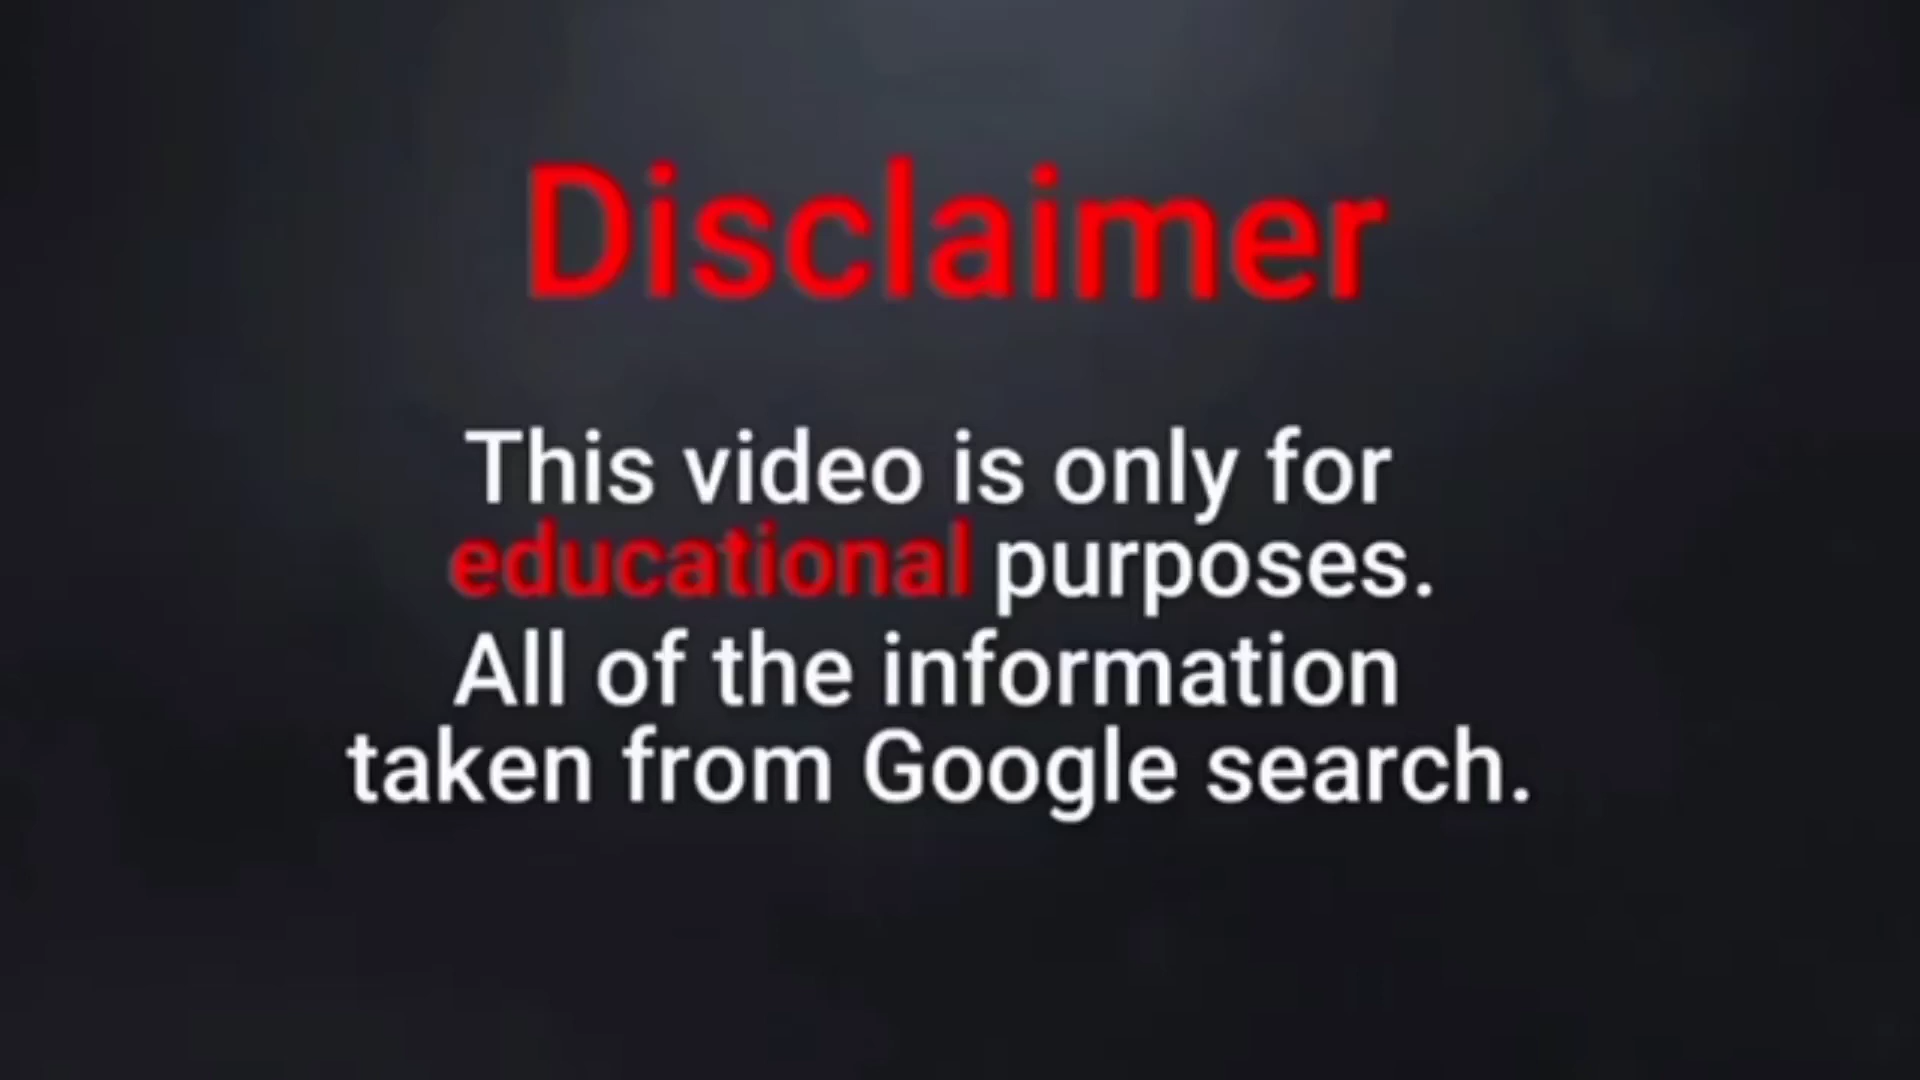 Disclaimer
This video is only for
educational purposes.
All of the information
taken from Google search.